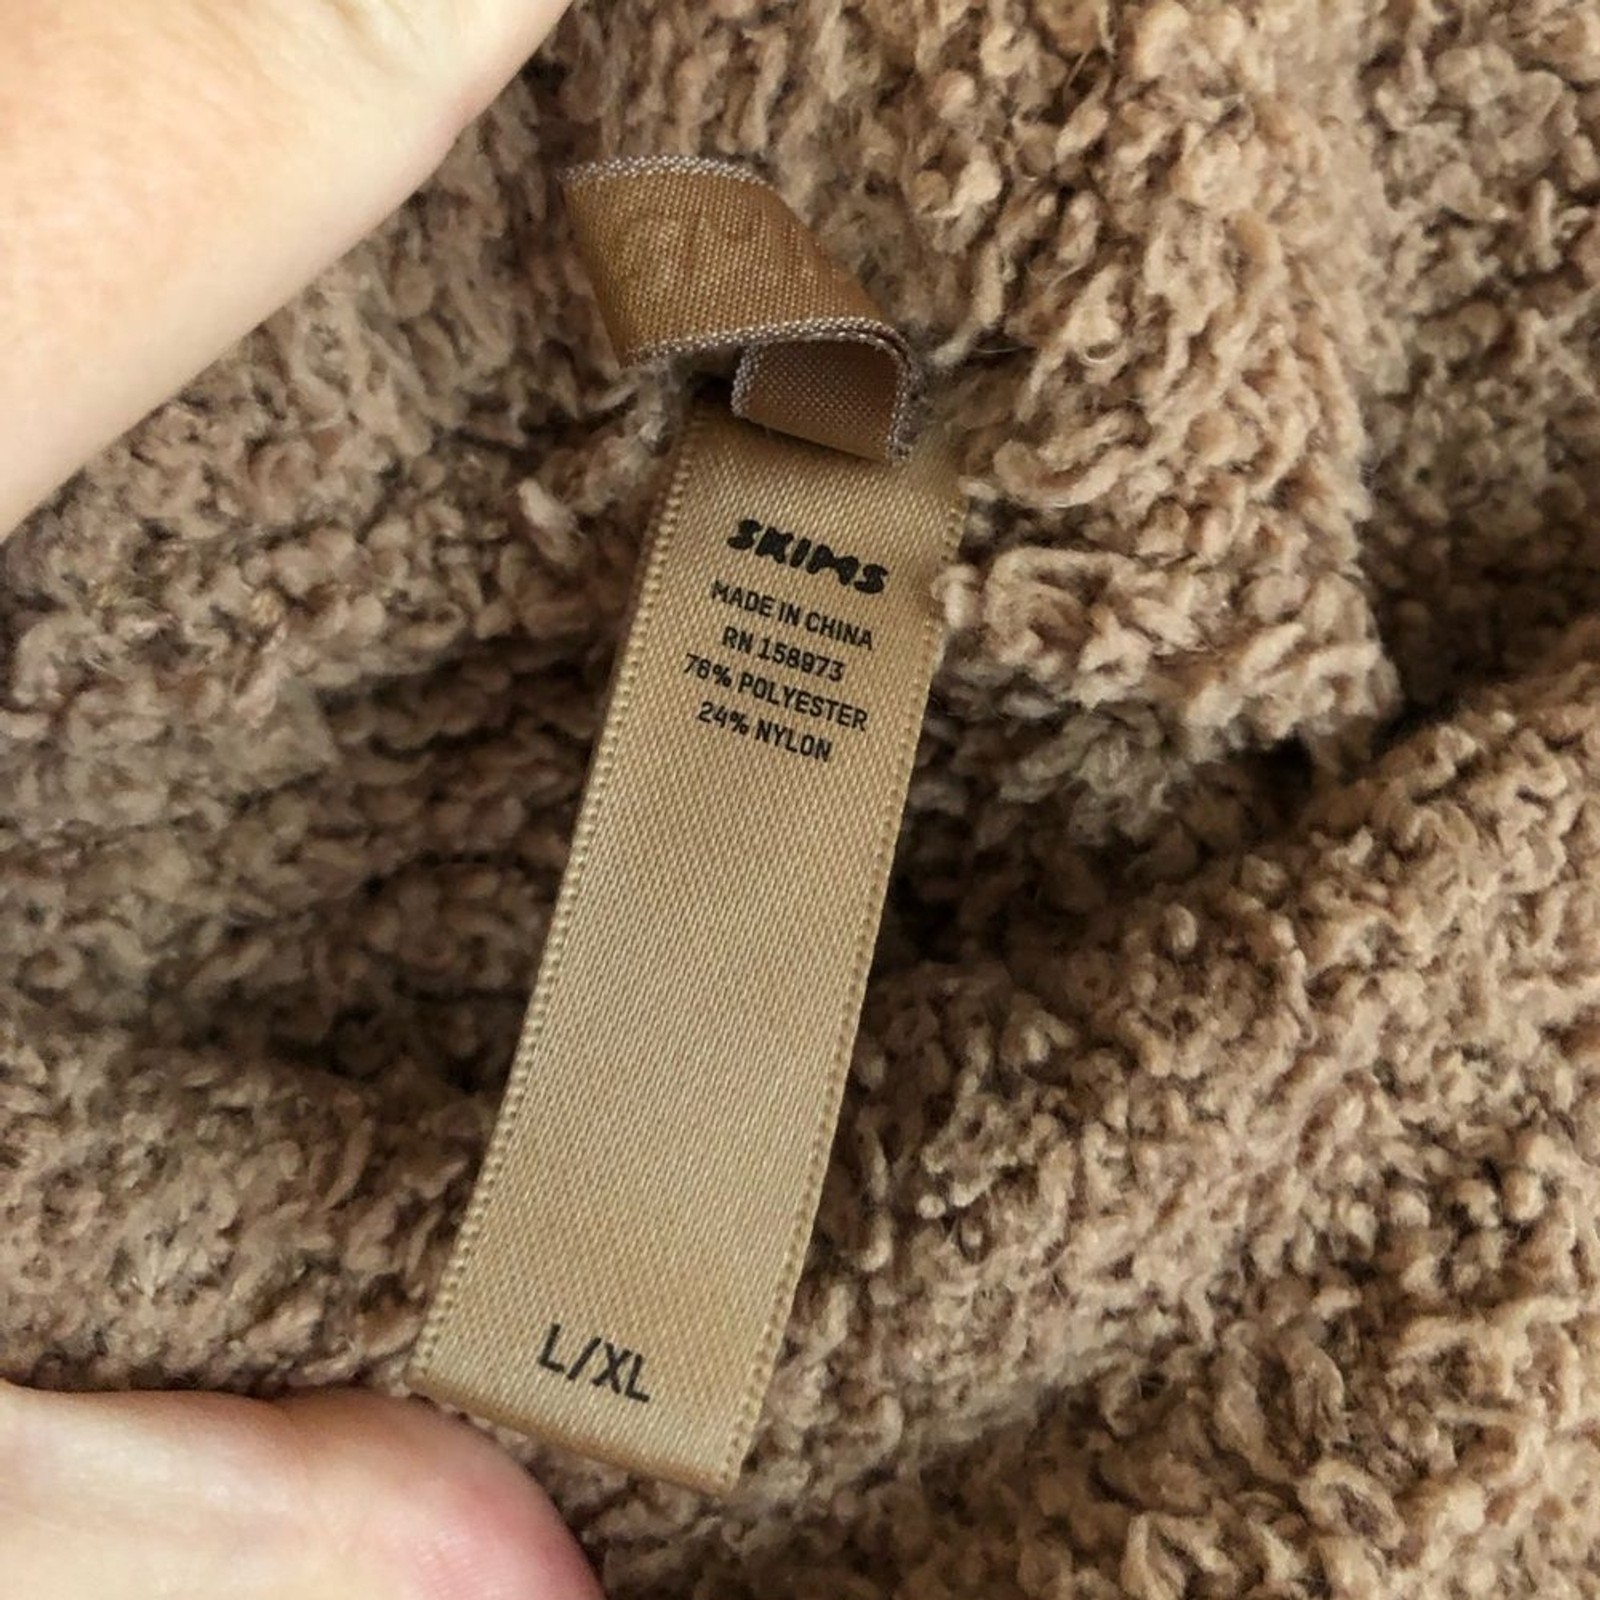 SKIMS
MADE IN CHINA
RN 158973
76% POLYESTER
24% NYLON
L/XL